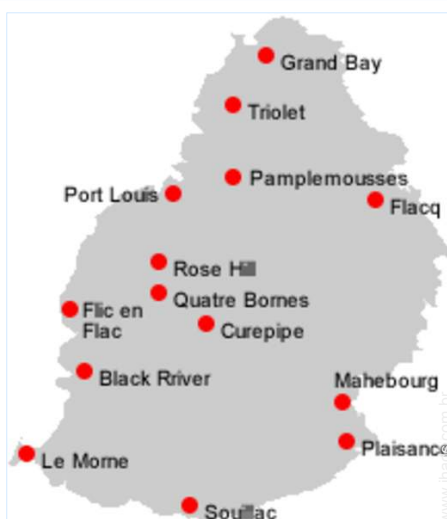 Grand Bay
Triolet
Pamplemousses
Port Louis
Flacq
Rose Hill
Quatre Bornes
Flic en
Flac
Curepipe
Black Rriver
Mahebourg
Plaisance
Le Morne
Souillac